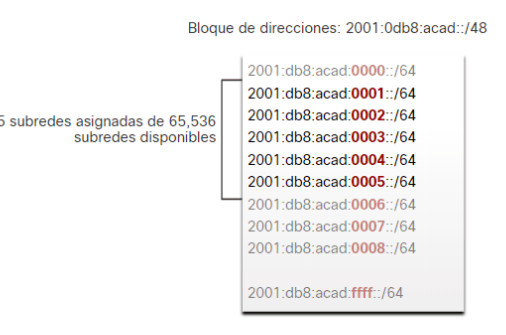 Bloque de direcciones: 2001:0db8:acad::/48
2001:db8:acad:0000::/64
2001:db8:acad:0001::/64
5 subredes asignadas de 65,536
subredes disponibles
2001:db8:acad:0002::/64
2001:db8:acad:0003::/64
2001:db8:acad:0004::/64
2001:db8:acad:0005::/64
2001:db8:acad:0006::/64
2001:db8:acad:0007::/64
2001:db8:acad:0008::/64
2001:db8:acad:ffff::/64